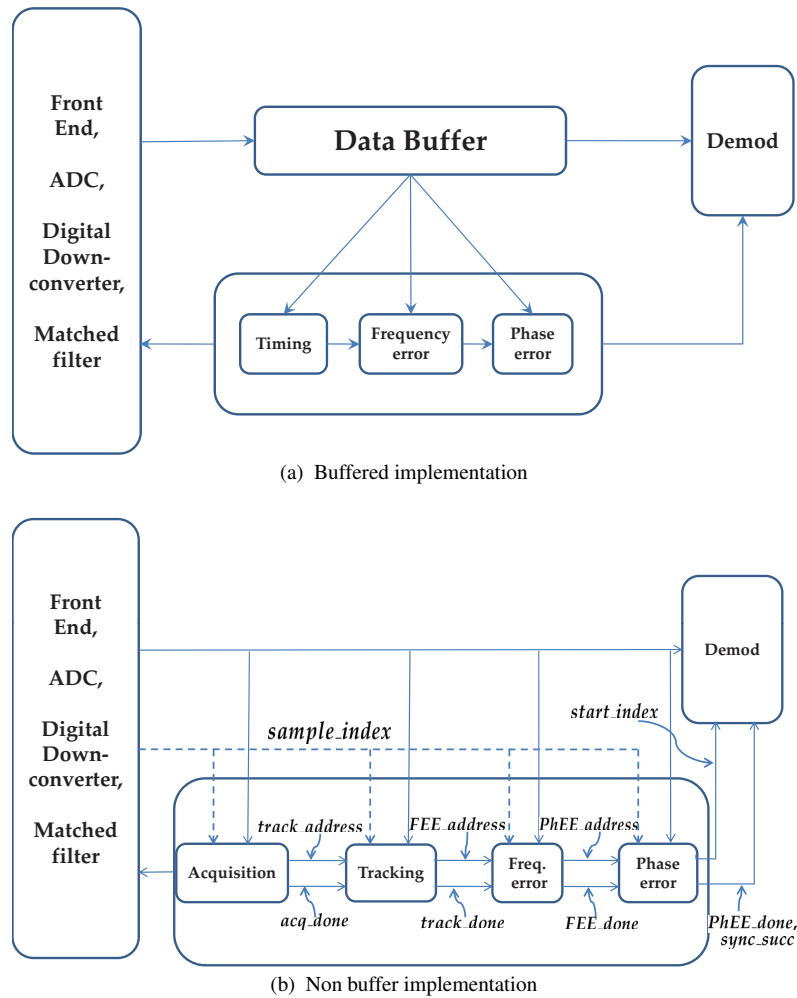 Front
End,
ADC,
Digital
Down-
converter,
Matched
filter
Data Buffer
Demod
Timing
Frequency
error
Phase
error
(a) Buffered implementation
Front
End,
ADC,
Digital
Down-
converter,
Matched
filter
Demod
start_index
sample_index
track_address
FEE_address
PhEE_address
Acquisition
Tracking
Freq.
error
Phase
error
acq_done
track_done
FEE_done
PhEE_done,
sync_succ
(b) Non buffer implementation